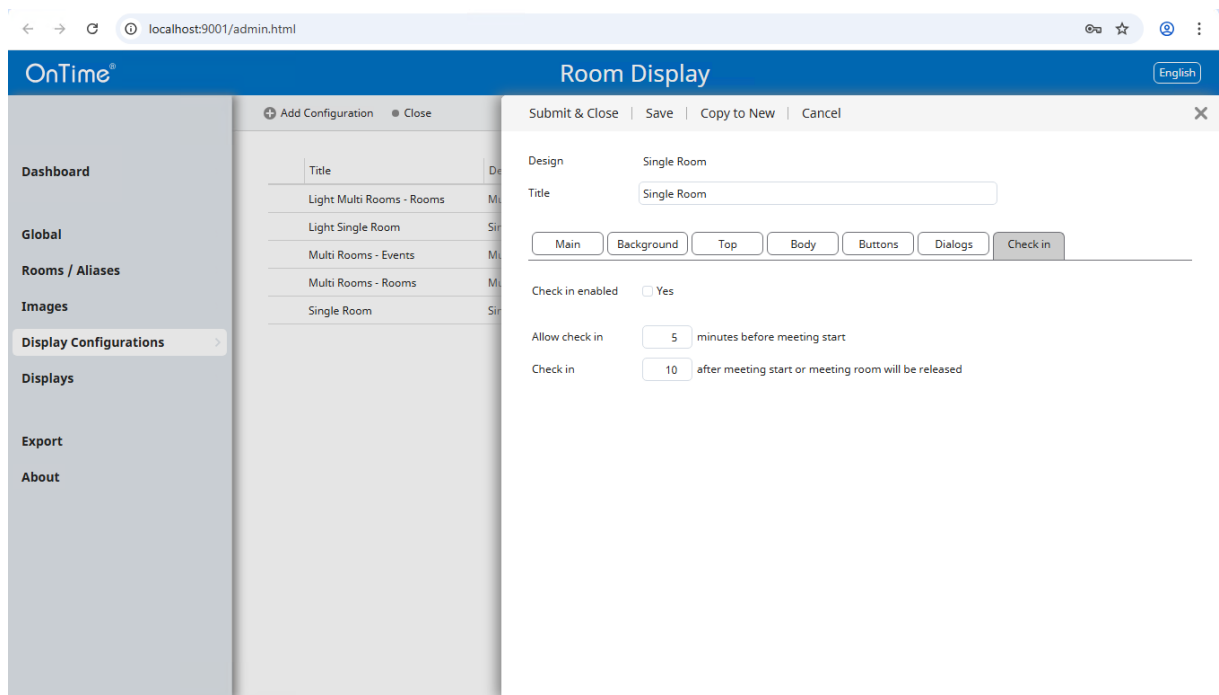 localhost:9001/admin.html
OnTime®
Room Display
English
Dashboard
Global
Rooms / Aliases
Images
Display Configurations
Displays
Export
About
Add Configuration Close
Title
Light Multi Rooms - Rooms
Light Single Room
Multi Rooms - Events
Multi Rooms - Rooms
Single Room
Submit & Close | Save | Copy to New | Cancel
Design Single Room
Title Single Room
Main Background Top Body Buttons Dialogs Check in
Check in enabled Yes
Allow check in 5 minutes before meeting start
Check in 10 after meeting start or meeting room will be released